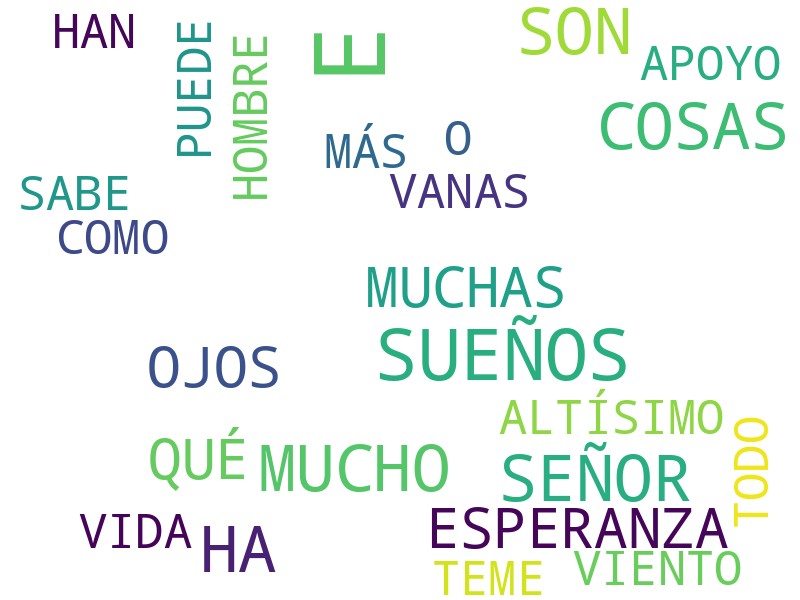 HAN
PUEDE
HOMBRE
E
SON
APOYO
COSAS
MÁS
O
SABE
VANAS
COMO
MUCHAS
SUEÑOS
OJOS
ALTÍSIMO
TODO
QUÉ
MUCHO
SEÑOR
VIDA
HA
ESPERANZA
TEME
VIENTO